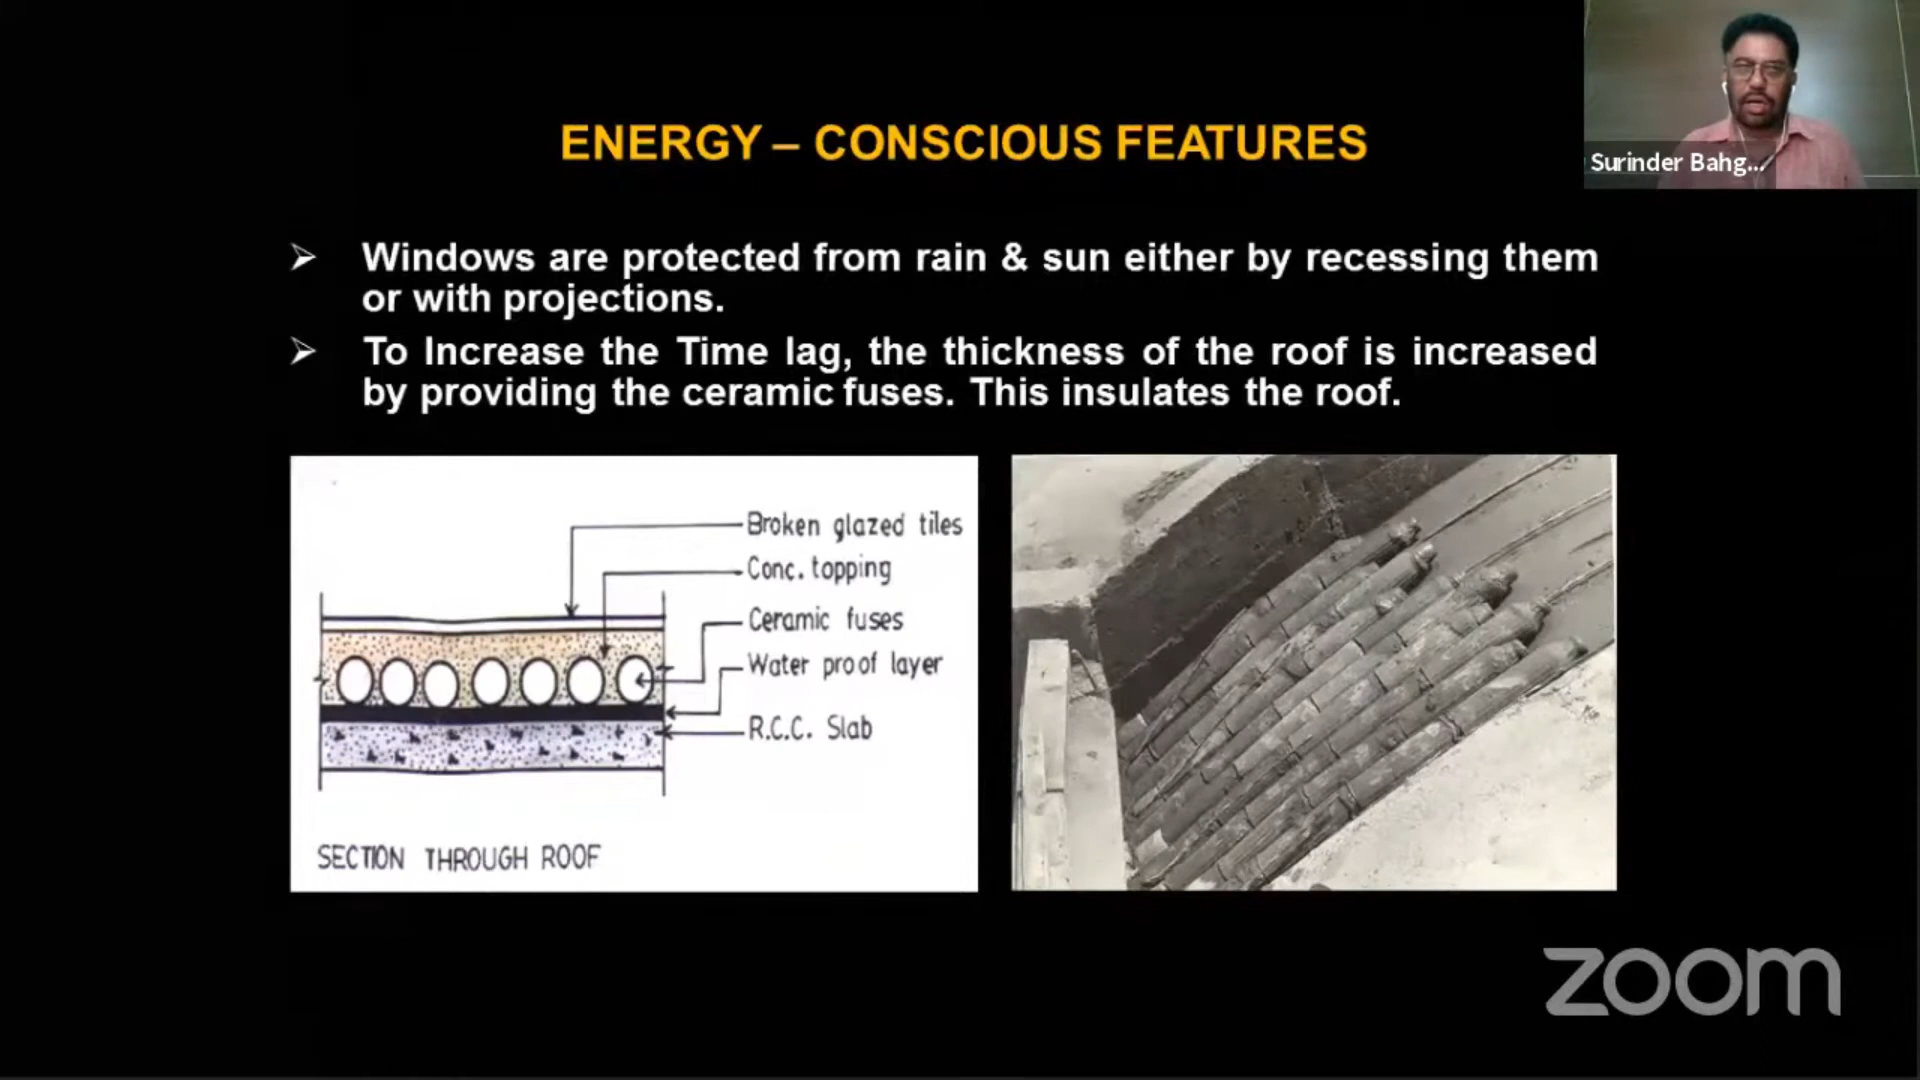 ENERGY – CONSCIOUS FEATURES
Surinder Bahg...
➢ Windows are protected from rain & sun either by recessing them
or with projections.
➢ To Increase the Time lag, the thickness of the roof is increased
by providing the ceramic fuses. This insulates the roof.
Broken glazed tiles
Conc. topping
Ceramic fuses
Water proof layer
R.C.C. Slab
SECTION THROUGH ROOF
zoom